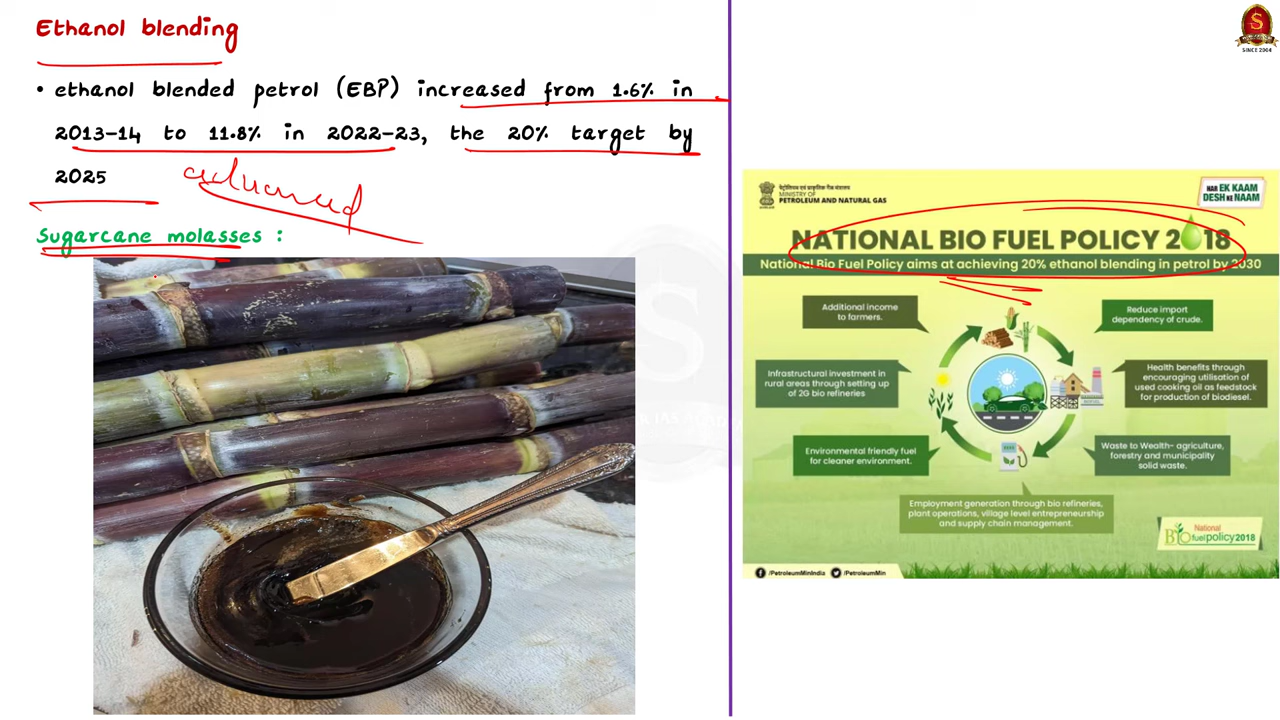 Ethanol blending
• ethanol blended petrol (EBP) increased from 1.6% in
2013-14 to 11.8% in 2022-23, the 20% target by
2025
advanced
Sugarcane molasses :
S
SINCE 2004
पेट्रोलियम एवं प्राकृतिक गैस मंत्रालय
MINISTRY OF
PETROLEUM AND NATURAL GAS
HAR EK KAAM
DESH KE NAAM
NATIONAL BIO FUEL POLICY 2018
National Bio Fuel Policy aims at achieving 20% ethanol blending in petrol by 2030
Additional income
to farmers.
Reduce import
dependency of crude.
Infrastructural investment in
rural areas through setting up
of 2G bio refineries
Health benefits through
encouraging utilisation of
used cooking oil as feedstock
for production of biodiesel.
Environmental friendly fuel
for cleaner environment.
Waste to Wealth- agriculture,
forestry and municipality
solid waste.
Employment generation through bio refineries,
plant operations, village level entrepreneurship
and supply chain management.
National
Biofuelpolicy2018
/PetroleumMinIndia
/PetroleumMin